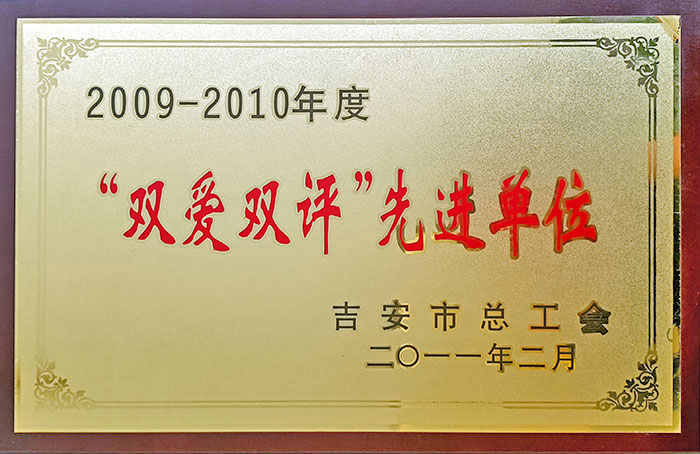 2009-2010年度
“双爱双评”先进单位
吉安市总工会
二〇一一年二月